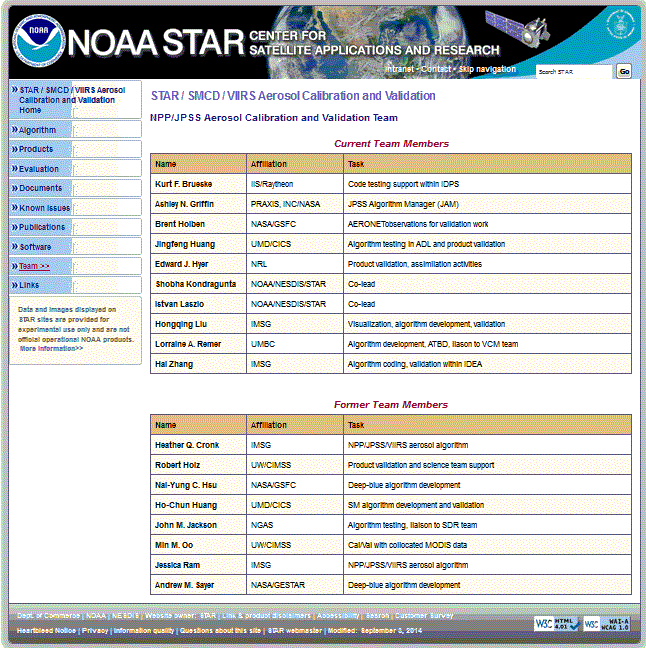 NOAA
NOAA STAR CENTER FOR
SATELLITE APPLICATIONS AND RESEARCH
Intranet • Contact • Skip navigation
Search STAR
Go
» STAR / SMCD / VIIRS Aerosol
Calibration and Validation
Home
» Algorithm
» Products
» Evaluation
» Documents
» Known Issues
» Publications
» Software
» Team >>
» Links
Data and images displayed on
STAR sites are provided for
experimental use only and are not
official operational NOAA products.
More information>>
STAR / SMCD / VIIRS Aerosol Calibration and Validation
NPP/JPSS Aerosol Calibration and Validation Team
Current Team Members
Name Affiliation Task
Kurt F. Brueske IIS/Raytheon Code testing support within IDPS
Ashley N. Griffin PRAXIS, INC/NASA JPSS Algorithm Manager (JAM)
Brent Holben NASA/GSFC AERONETobservations for validation work
Jingfeng Huang UMD/CICS Algorithm testing in ADL and product validation
Edward J. Hyer NRL Product validation, assimilation activities
Shobha Kondragunta NOAA/NESDIS/STAR Co-lead
Istvan Laszlo NOAA/NESDIS/STAR Co-lead
Hongqing Liu IMSG Visualization, algorithm development, validation
Lorraine A. Remer UMBC Algorithm development, ATBD, liason to VCM team
Hai Zhang IMSG Algorithm coding, validation within IDEA
Former Team Members
Name Affiliation Task
Heather Q. Cronk IMSG NPP/JPSS/VIIRS aerosol algorithm
Robert Holz UW/CIMSS Product validation and science team support
Nai-Yung C. Hsu NASA/GSFC Deep-blue algorithm development
Ho-Chun Huang UMD/CICS SM algorithm development and validation
John M. Jackson NGAS Algorithm testing, liaison to SDR team
Min M. Oo UW/CIMSS Cal/Val with collocated MODIS data
Jessica Ram IMSG NPP/JPSS/VIIRS aerosol algorithm
Andrew M. Sayer NASA/GESTAR Deep-blue algorithm development
Dept. of Commerce | NOAA | NESDIS | Website owner: STAR | Link & product disclaimers | Accessibility | Search | Customer Survey
Heartbleed Notice | Privacy | Information quality | Questions about this site | STAR webmaster | Modified: September 5, 2014
W3C HTML 4.01
W3C WAI-A WCAG 1.0